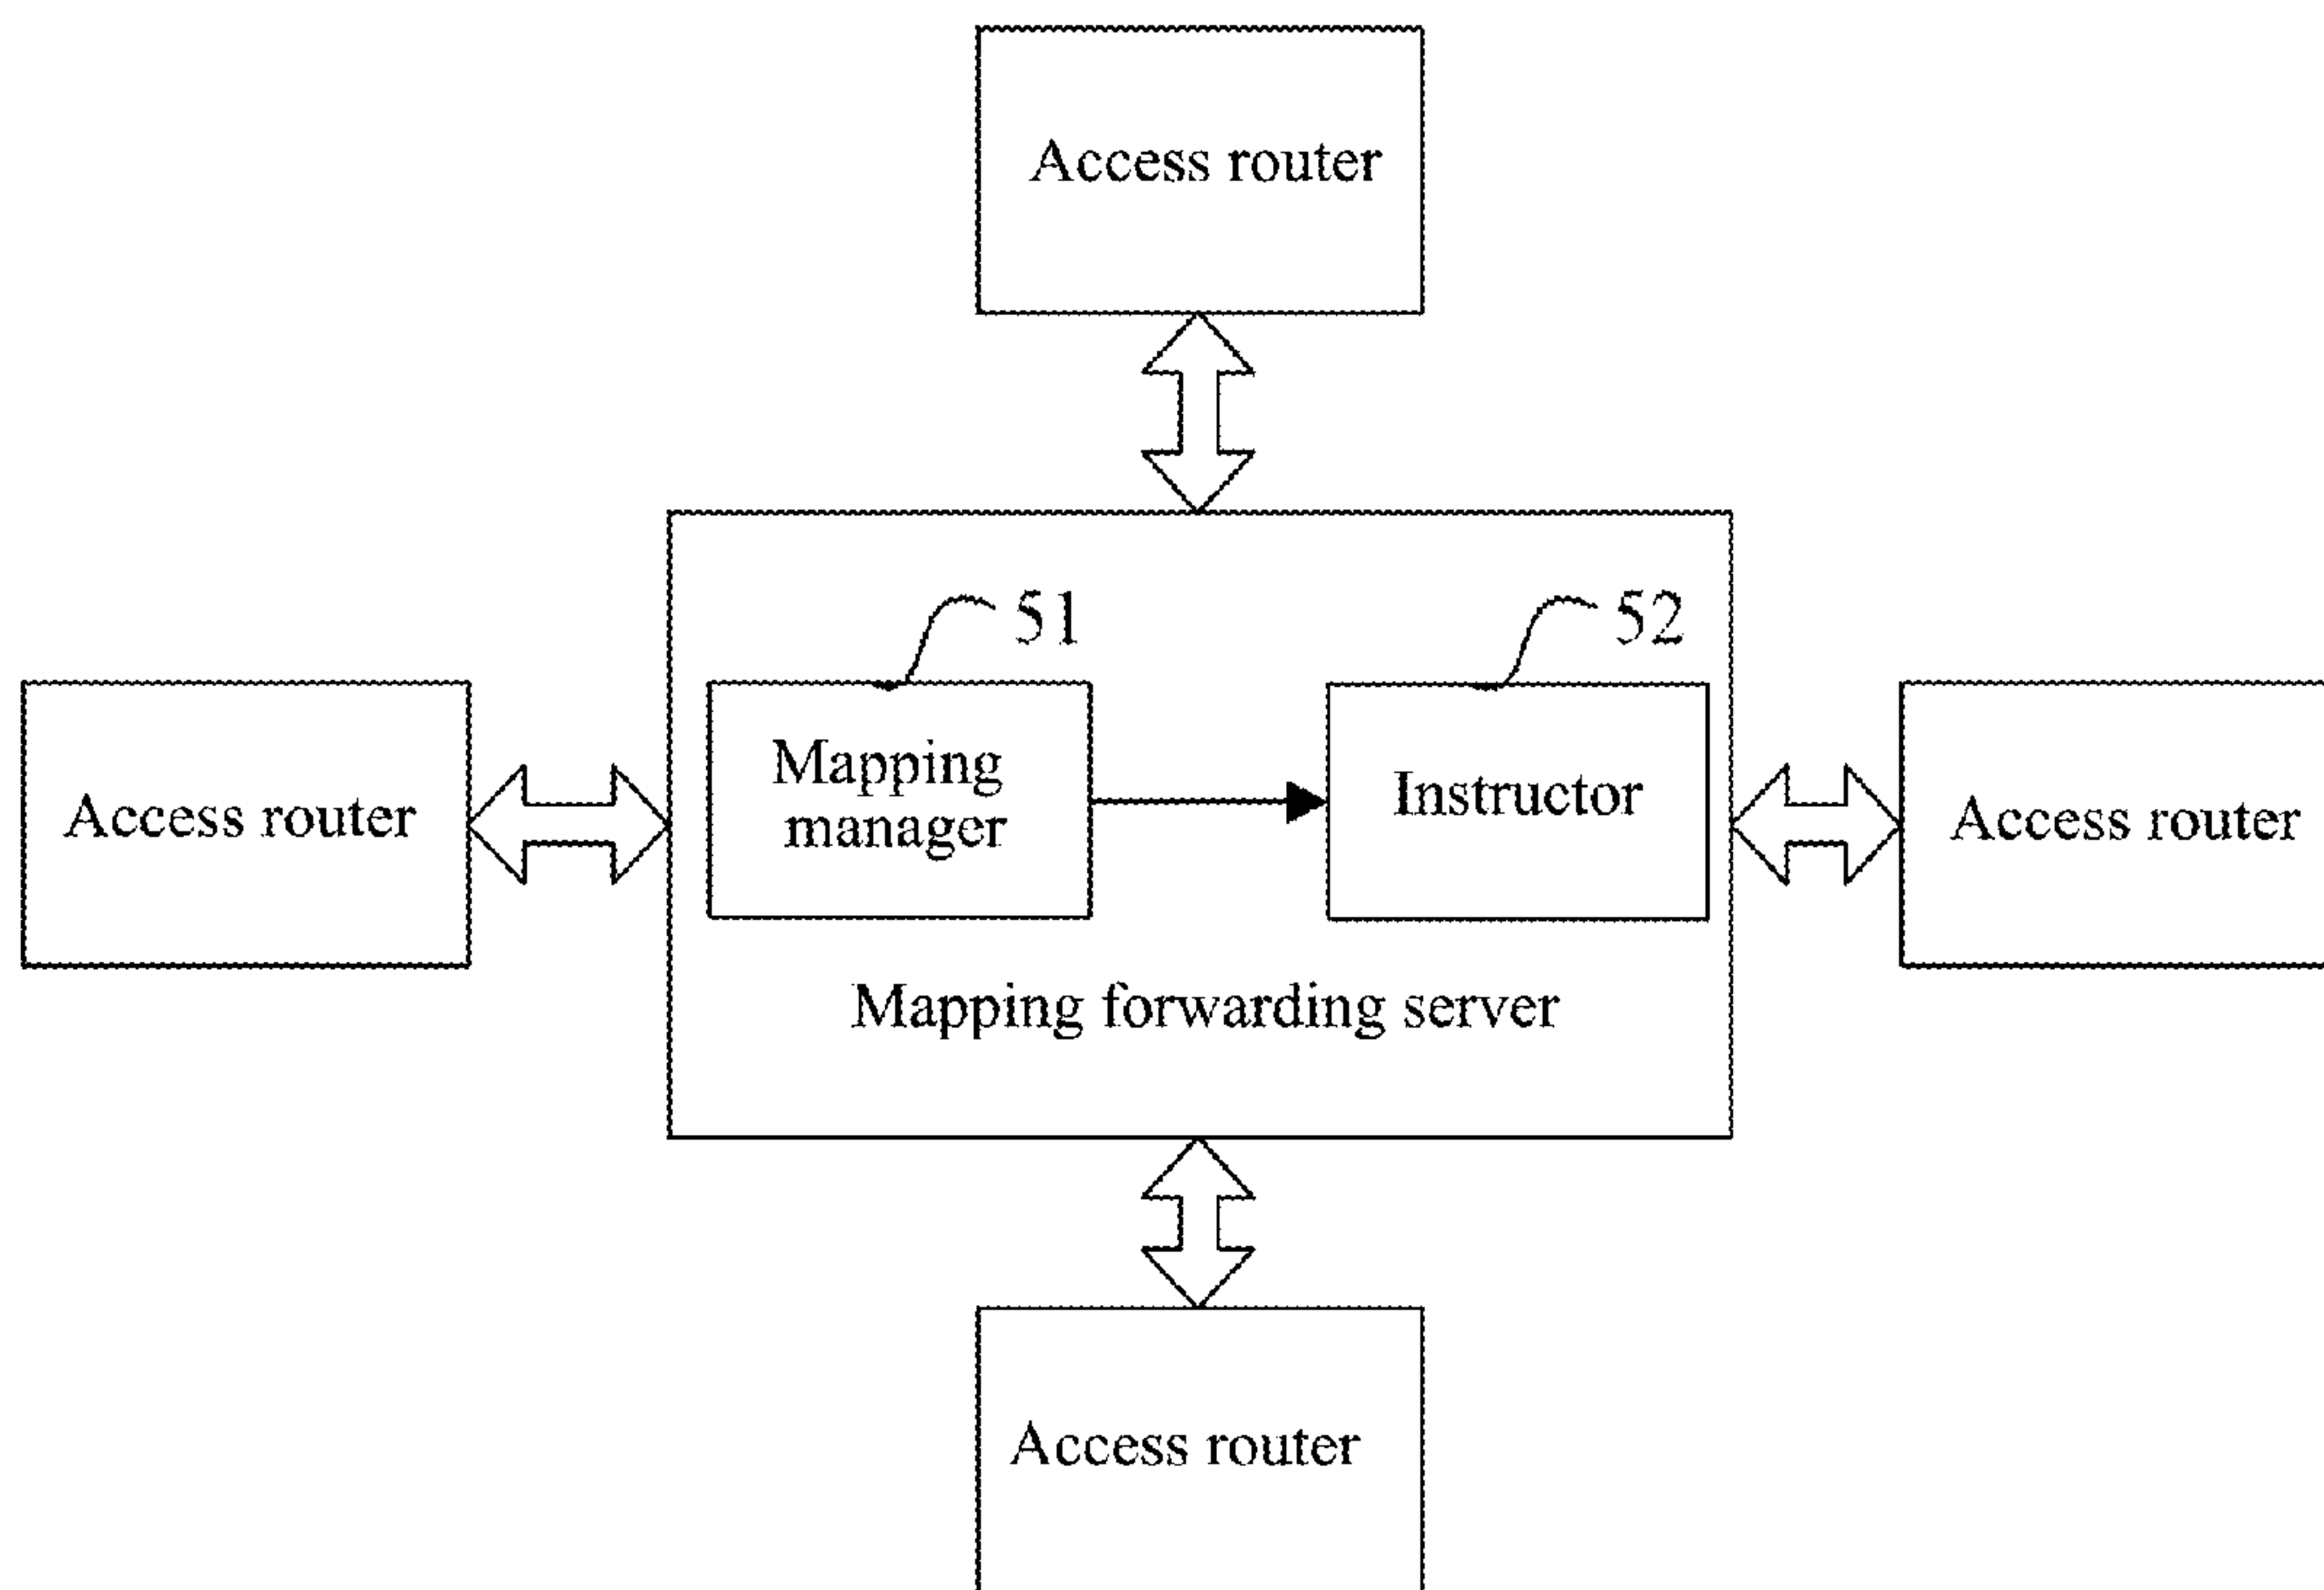 Access router
51
52
Access router
Mapping
manager
Instructor
Access router
Mapping forwarding server
Access router